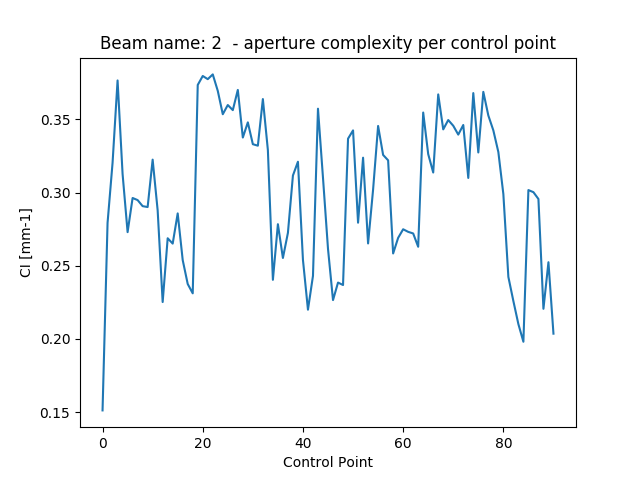 Beam name: 2  - aperture complexity per control point
CI [mm-1]
0.35
0.30
0.25
0.20
0.15
0 20 40 60 80
Control Point